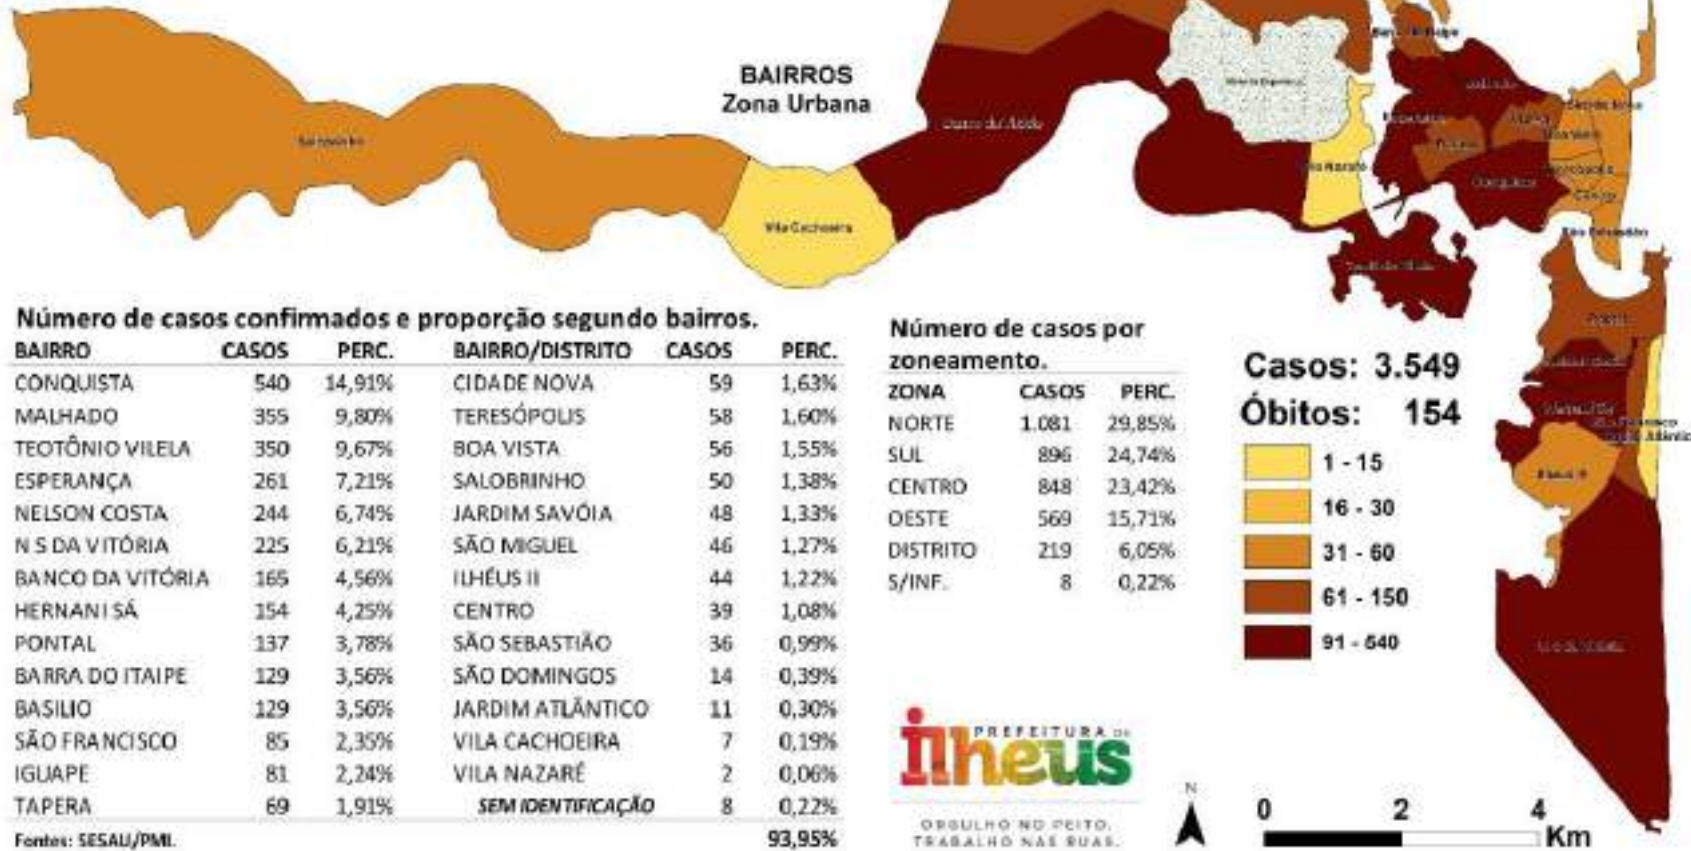 BAIRROS
Zona Urbana
Salobrinho
Vila Cachoeira
Número de casos confirmados e proporção segundo bairros.
BAIRRO CASOS PERC. BAIRRO/DISTRITO CASOS PERC.
CONQUISTA 540 14,91% CIDADE NOVA 59 1,63%
MALHADO 355 9,80% TERESÓPOLIS 58 1,60%
TEOTÔNIO VILELA 350 9,67% BOA VISTA 56 1,55%
ESPERANÇA 261 7,21% SALOBRINHO 50 1,38%
NELSON COSTA 244 6,74% JARDIM SAVÓIA 48 1,33%
N S DA VITÓRIA 225 6,21% SÃO MIGUEL 46 1,27%
BANCO DA VITÓRIA 165 4,56% ILHÉUS II 44 1,22%
HERNANI SÁ 154 4,25% CENTRO 39 1,08%
PONTAL 137 3,78% SÃO SEBASTIÃO 36 0,99%
BARRA DO ITAIPE 129 3,56% SÃO DOMINGOS 14 0,39%
BASILIO 129 3,56% JARDIM ATLÂNTICO 11 0,30%
SÃO FRANCISCO 85 2,35% VILA CACHOEIRA 7 0,19%
IGUAPE 81 2,24% VILA NAZARÉ 2 0,06%
TAPERA 69 1,91% SEM IDENTIFICAÇÃO 8 0,22%
Fontes: SESAU/PMI. 93,95%
Número de casos por
zoneamento.
ZONA CASOS PERC.
NORTE 1.081 29,85%
SUL 896 24,74%
CENTRO 848 23,42%
OESTE 569 15,71%
DISTRITO 219 6,05%
S/INF. 8 0,22%
Casos: 3.549
Óbitos: 154
1 - 15
16 - 30
31 - 60
61 - 150
91 - 540
PREFEITURA DE
ilheus
ORGULHO NO PEITO.
TRABALHO NAS RUAS.
N
0 2 4
Km